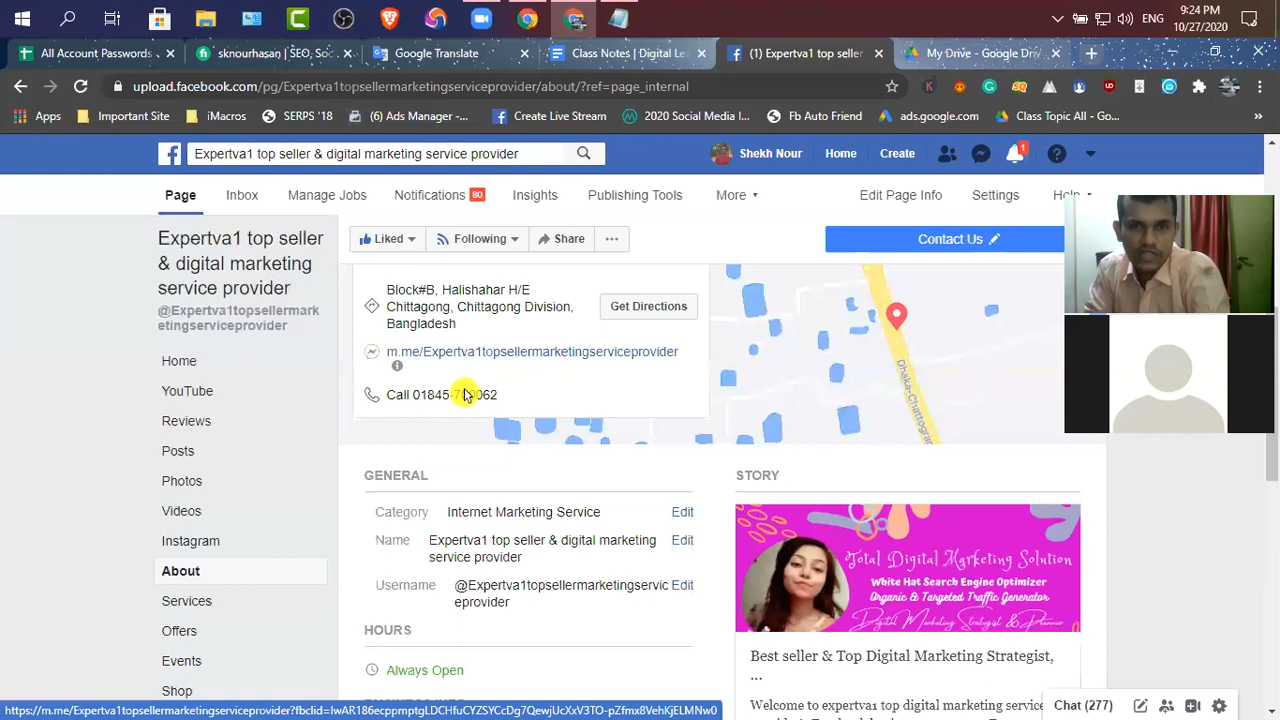 9:24 PM
ENG
10/27/2020
All Account Passwords
sknourhasan | SEO, Soc
Google Translate
Class Notes | Digital Le
(1) Expertva1 top seller
My Drive - Google Driv
upload.facebook.com/pg/Expertva1topsellermarketingserviceprovider/about/?ref=page_internal
Apps
Important Site
iMacros
SERPS '18
(6) Ads Manager -...
Create Live Stream
2020 Social Media I...
Fb Auto Friend
ads.google.com
Class Topic All - Go...
Expertva1 top seller & digital marketing service provider
Shekh Nour
Home
Create
1
Page
Inbox
Manage Jobs
Notifications 80
Insights
Publishing Tools
More
Edit Page Info
Settings
Help
Expertva1 top seller
& digital marketing
service provider
@Expertva1topsellermark
etingserviceprovider
Liked
Following
Share
Contact Us
Block#B, Halishahar H/E
Chittagong, Chittagong Division,
Bangladesh
Get Directions
m.me/Expertva1topsellermarketingserviceprovider
Call 01845-
062
Home
YouTube
Reviews
Posts
Photos
Videos
Instagram
About
Services
Offers
Events
Shop
GENERAL
Category
Internet Marketing Service
Edit
Name
Expertva1 top seller & digital marketing
service provider
Edit
Username
@Expertva1topsellermarketingservic
eprovider
Edit
HOURS
Always Open
STORY
Total Digital Marketing Solution
White Hat Search Engine Optimizer
Organic & Targeted Traffic Generator
Digital Marketing Strategist & Planner
Best seller & Top Digital Marketing Strategist,
...
Welcome to expertva1 top digital marketing
Chat (277)